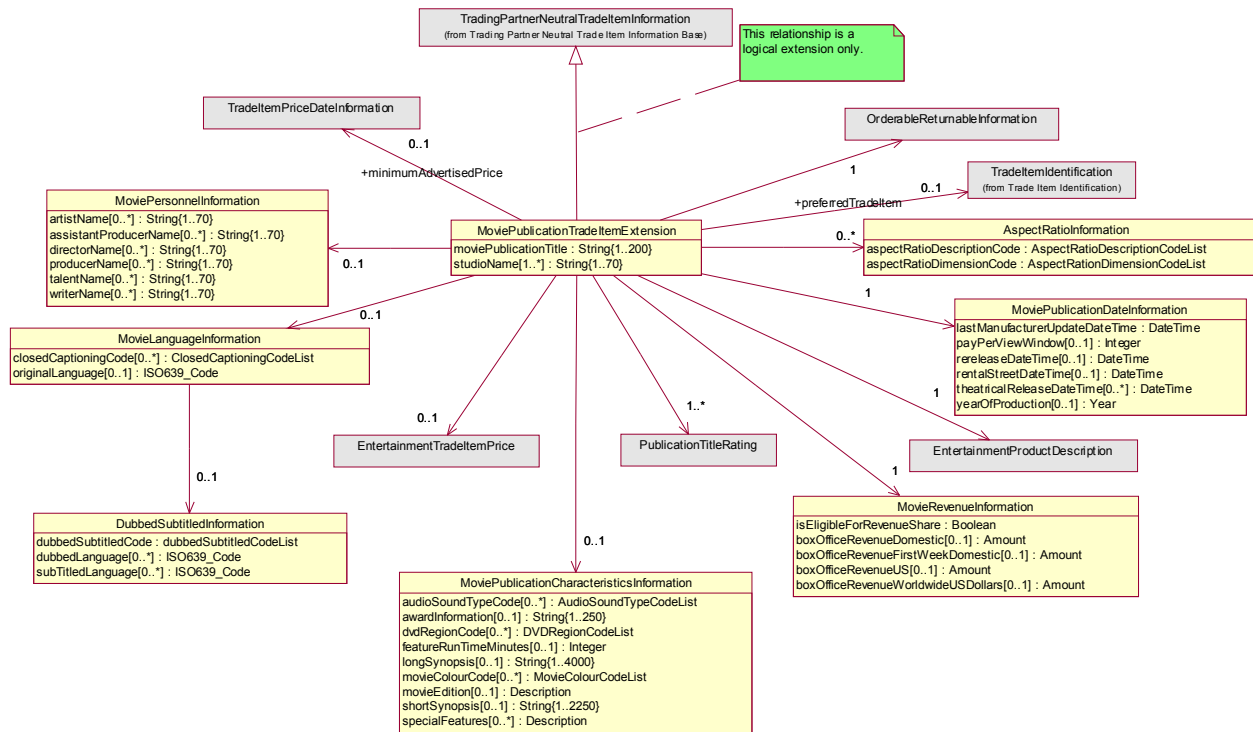 TradingPartnerNeutralTradeItemInformation
(from Trading Partner Neutral Trade Item Information Base)
This relationship is a
logical extension only.
TradeItemPriceDateInformation
0..1
+minimumAdvertisedPrice
OrderableReturnableInformation
1
TradeItemIdentification
(from Trade Item Identification)
0..1
+preferredTradeItem
MoviePersonnelInformation
artistName[0..*] : String{1..70}
assistantProducerName[0..*] : String{1..70}
directorName[0..*] : String{1..70}
producerName[0..*] : String{1..70}
talentName[0..*] : String{1..70}
writerName[0..*] : String{1..70}
0..1
MoviePublicationTradeItemExtension
moviePublicationTitle : String{1..200}
studioName[1..*] : String{1..70}
0..*
AspectRatioInformation
aspectRatioDescriptionCode : AspectRatioDescriptionCodeList
aspectRatioDimensionCode : AspectRationDimensionCodeList
1
MoviePublicationDateInformation
lastManufacturerUpdateDateTime : DateTime
payPerViewWindow[0..1] : Integer
rereleaseDateTime[0..1] : DateTime
rentalStreetDateTime[0..1] : DateTime
theatricalReleaseDateTime[0..*] : DateTime
yearOfProduction[0..1] : Year
0..1
MovieLanguageInformation
closedCaptioningCode[0..*] : ClosedCaptioningCodeList
originalLanguage[0..1] : ISO639_Code
0..1
EntertainmentTradeItemPrice
1..*
PublicationTitleRating
1
EntertainmentProductDescription
0..1
DubbedSubtitledInformation
dubbedSubtitledCode : dubbedSubtitledCodeList
dubbedLanguage[0..*] : ISO639_Code
subTitledLanguage[0..*] : ISO639_Code
1
MovieRevenueInformation
isEligibleForRevenueShare : Boolean
boxOfficeRevenueDomestic[0..1] : Amount
boxOfficeRevenueFirstWeekDomestic[0..1] : Amount
boxOfficeRevenueUS[0..1] : Amount
boxOfficeRevenueWorldwideUSDollars[0..1] : Amount
0..1
MoviePublicationCharacteristicsInformation
audioSoundTypeCode[0..*] : AudioSoundTypeCodeList
awardInformation[0..1] : String{1..250}
dvdRegionCode[0..*] : DVDRegionCodeList
featureRunTimeMinutes[0..1] : Integer
longSynopsis[0..1] : String{1..4000}
movieColourCode[0..*] : MovieColourCodeList
movieEdition[0..1] : Description
shortSynopsis[0..1] : String{1..2250}
specialFeatures[0..*] : Description